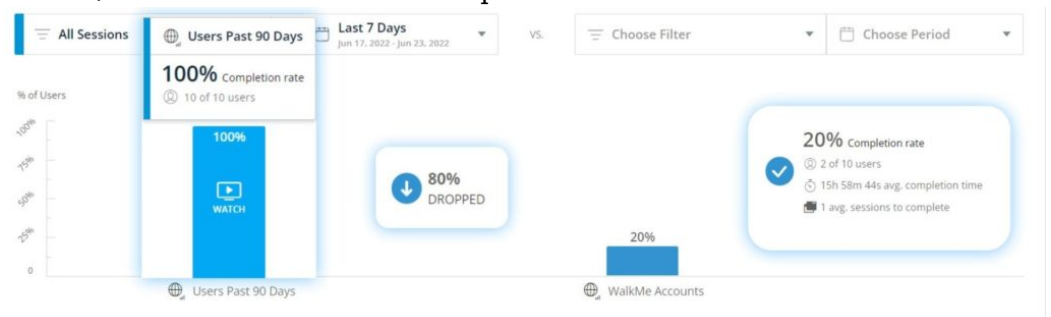 All Sessions
Users Past 90 Days
Last 7 Days
Jun 17, 2022 - Jun 23, 2022
VS.
Choose Filter
Choose Period
100% Completion rate
10 of 10 users
% of Users
100%
75%
50%
25%
0
100%
WATCH
80%
DROPPED
20%
20% Completion rate
2 of 10 users
15h 58m 44s avg. completion time
1 avg. sessions to complete
Users Past 90 Days
WalkMe Accounts